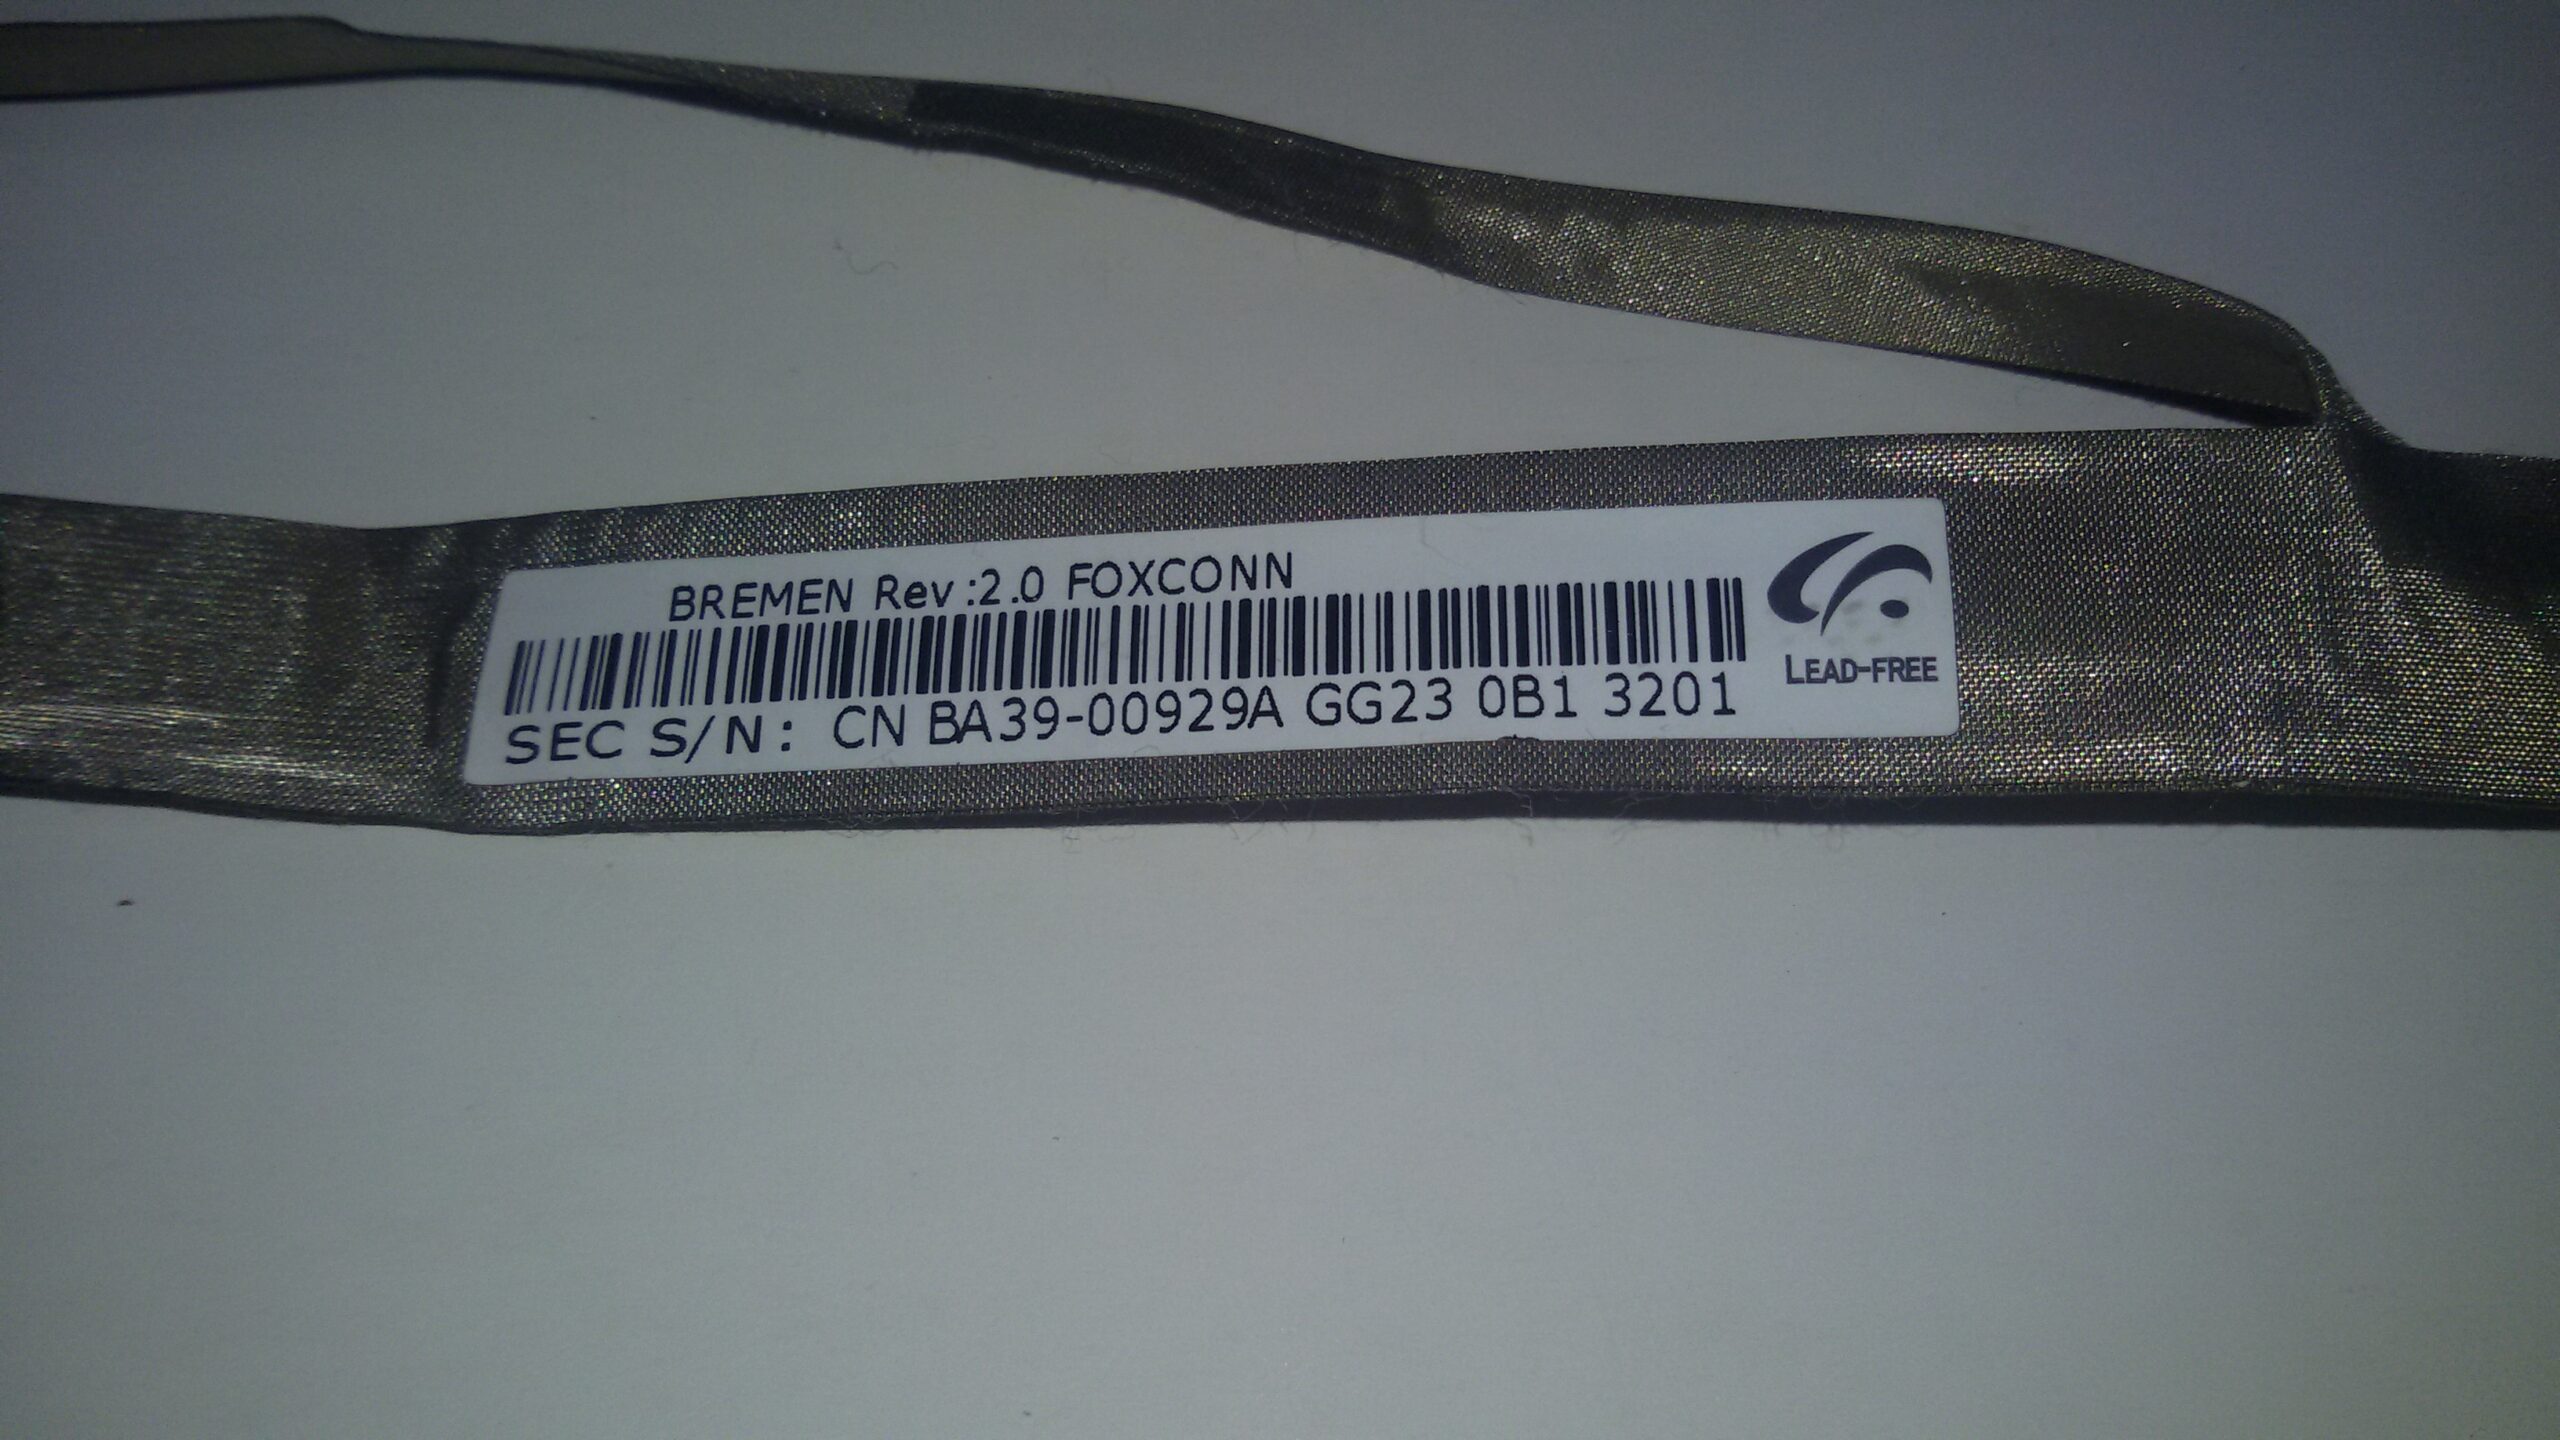 BREMEN Rev:2.0 FOXCONN
SEC S/N: CN BA39-00929A GG23 0B1 3201
LEAD-FREE